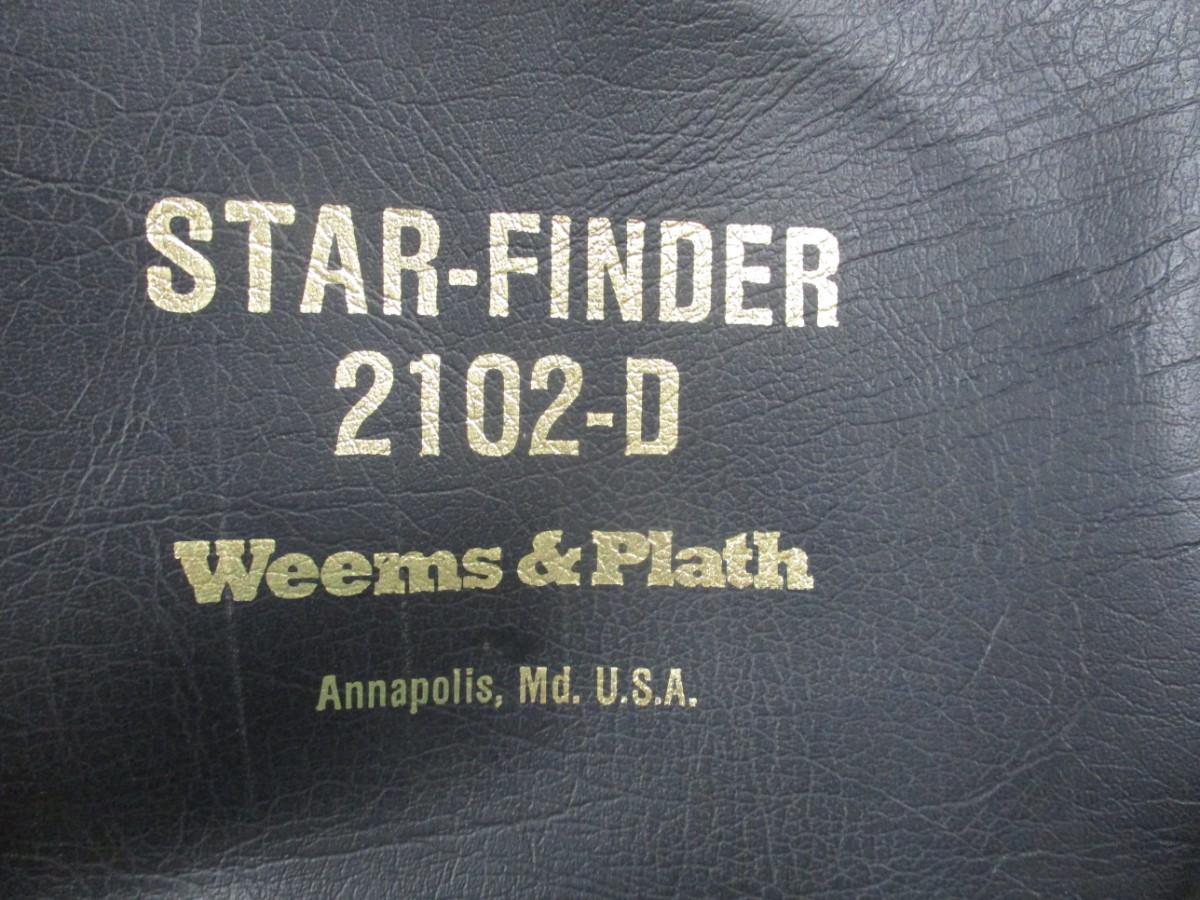 STAR-FINDER
2102-D
Weems & Plath
Annapolis, Md. U.S.A.